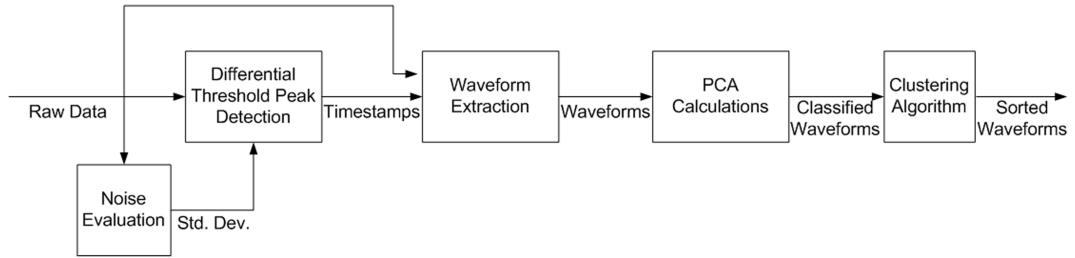 Raw Data
Differential
Threshold Peak
Detection
Timestamps
Waveform
Extraction
Waveforms
PCA
Calculations
Classified
Waveforms
Clustering
Algorithm
Sorted
Waveforms
Noise
Evaluation
Std. Dev.